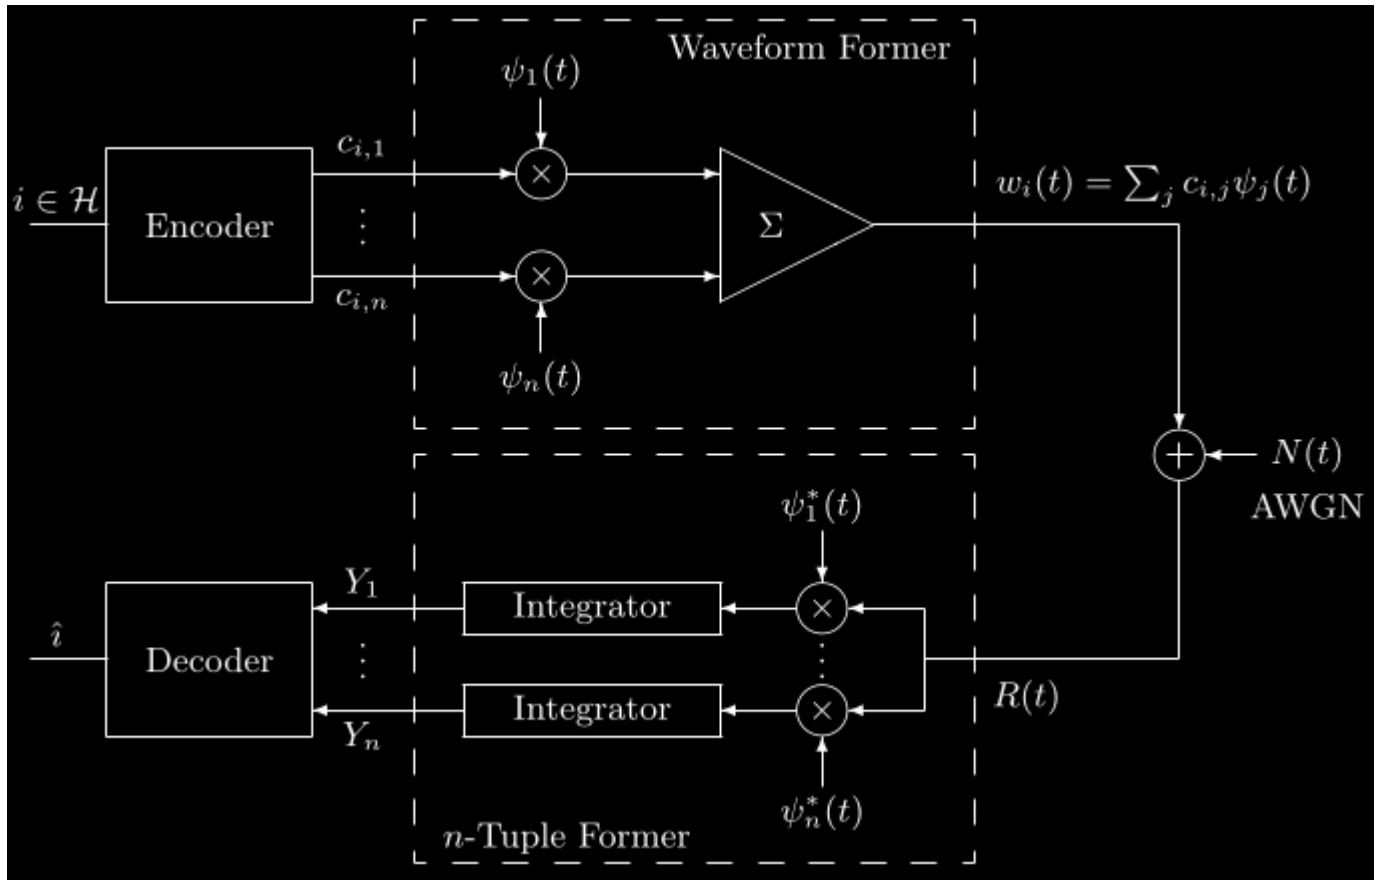 Waveform Former
ψ₁(t)
c_{i,1}
i ∈ ℋ
Encoder
⋮
×
Σ
w_i(t) = ∑_j c_{i,j}ψ_j(t)
×
c_{i,n}
ψ_n(t)
+
N(t)
AWGN
ψ₁*(t)
Y₁
Integrator
×
î
Decoder
⋮
⋮
Integrator
×
R(t)
Y_n
ψ_n*(t)
n-Tuple Former